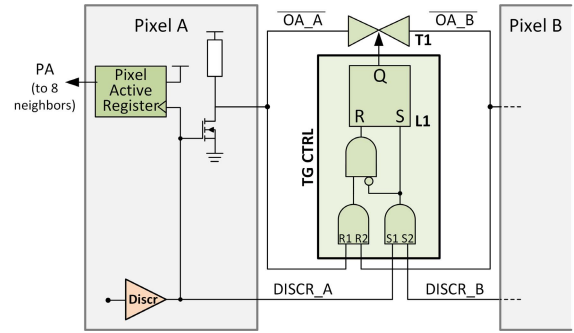 Pixel A
OA_A
OA_B
Pixel B
T1
PA
(to 8
neighbors)
Pixel
Active
Register
Q
R S
L1
TG CTRL
R1 R2
S1 S2
Discr
DISCR_A
DISCR_B